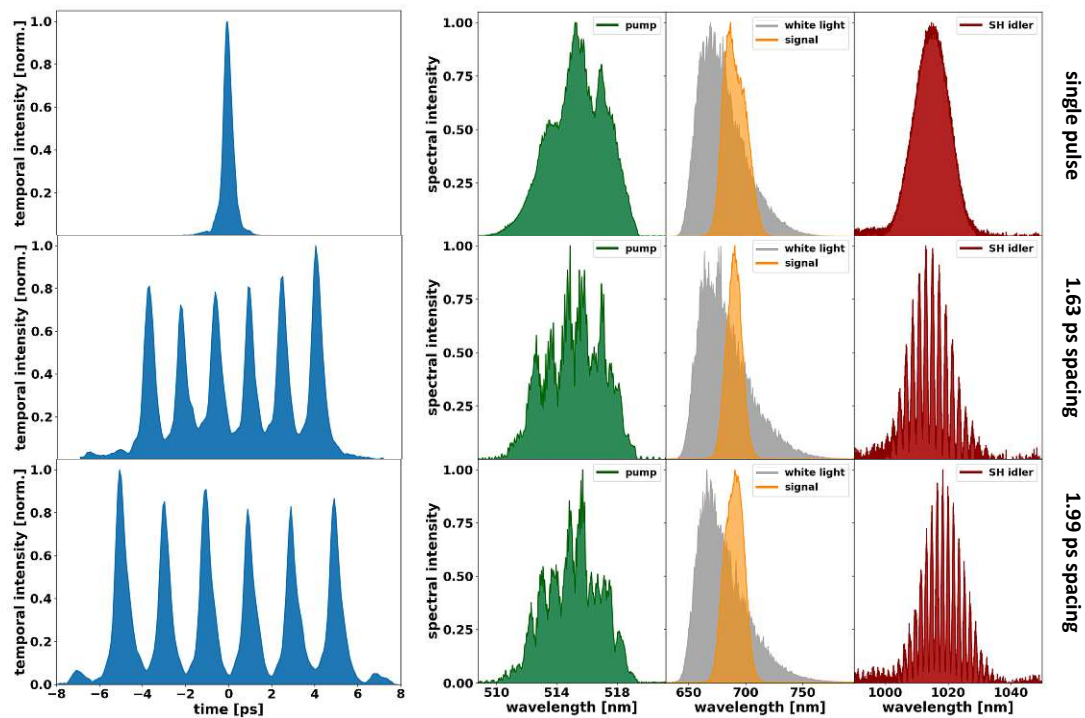 temporal intensity [norm.]
1.0
0.8
0.6
0.4
0.2
spectral intensity
1.00
0.75
0.50
0.25
pump
white light
signal
SH idler
single pulse
temporal intensity [norm.]
1.0
0.8
0.6
0.4
0.2
spectral intensity
1.00
0.75
0.50
0.25
pump
white light
signal
SH idler
1.63 ps spacing
temporal intensity [norm.]
1.0
0.8
0.6
0.4
0.2
0.0
spectral intensity
1.00
0.75
0.50
0.25
0.00
pump
white light
signal
SH idler
1.99 ps spacing
−8 −4 −2 0 2 4 8
510 514 518
650 700 750
1000 1020 1040
time [ps]
wavelength [nm]
wavelength [nm]
wavelength [nm]